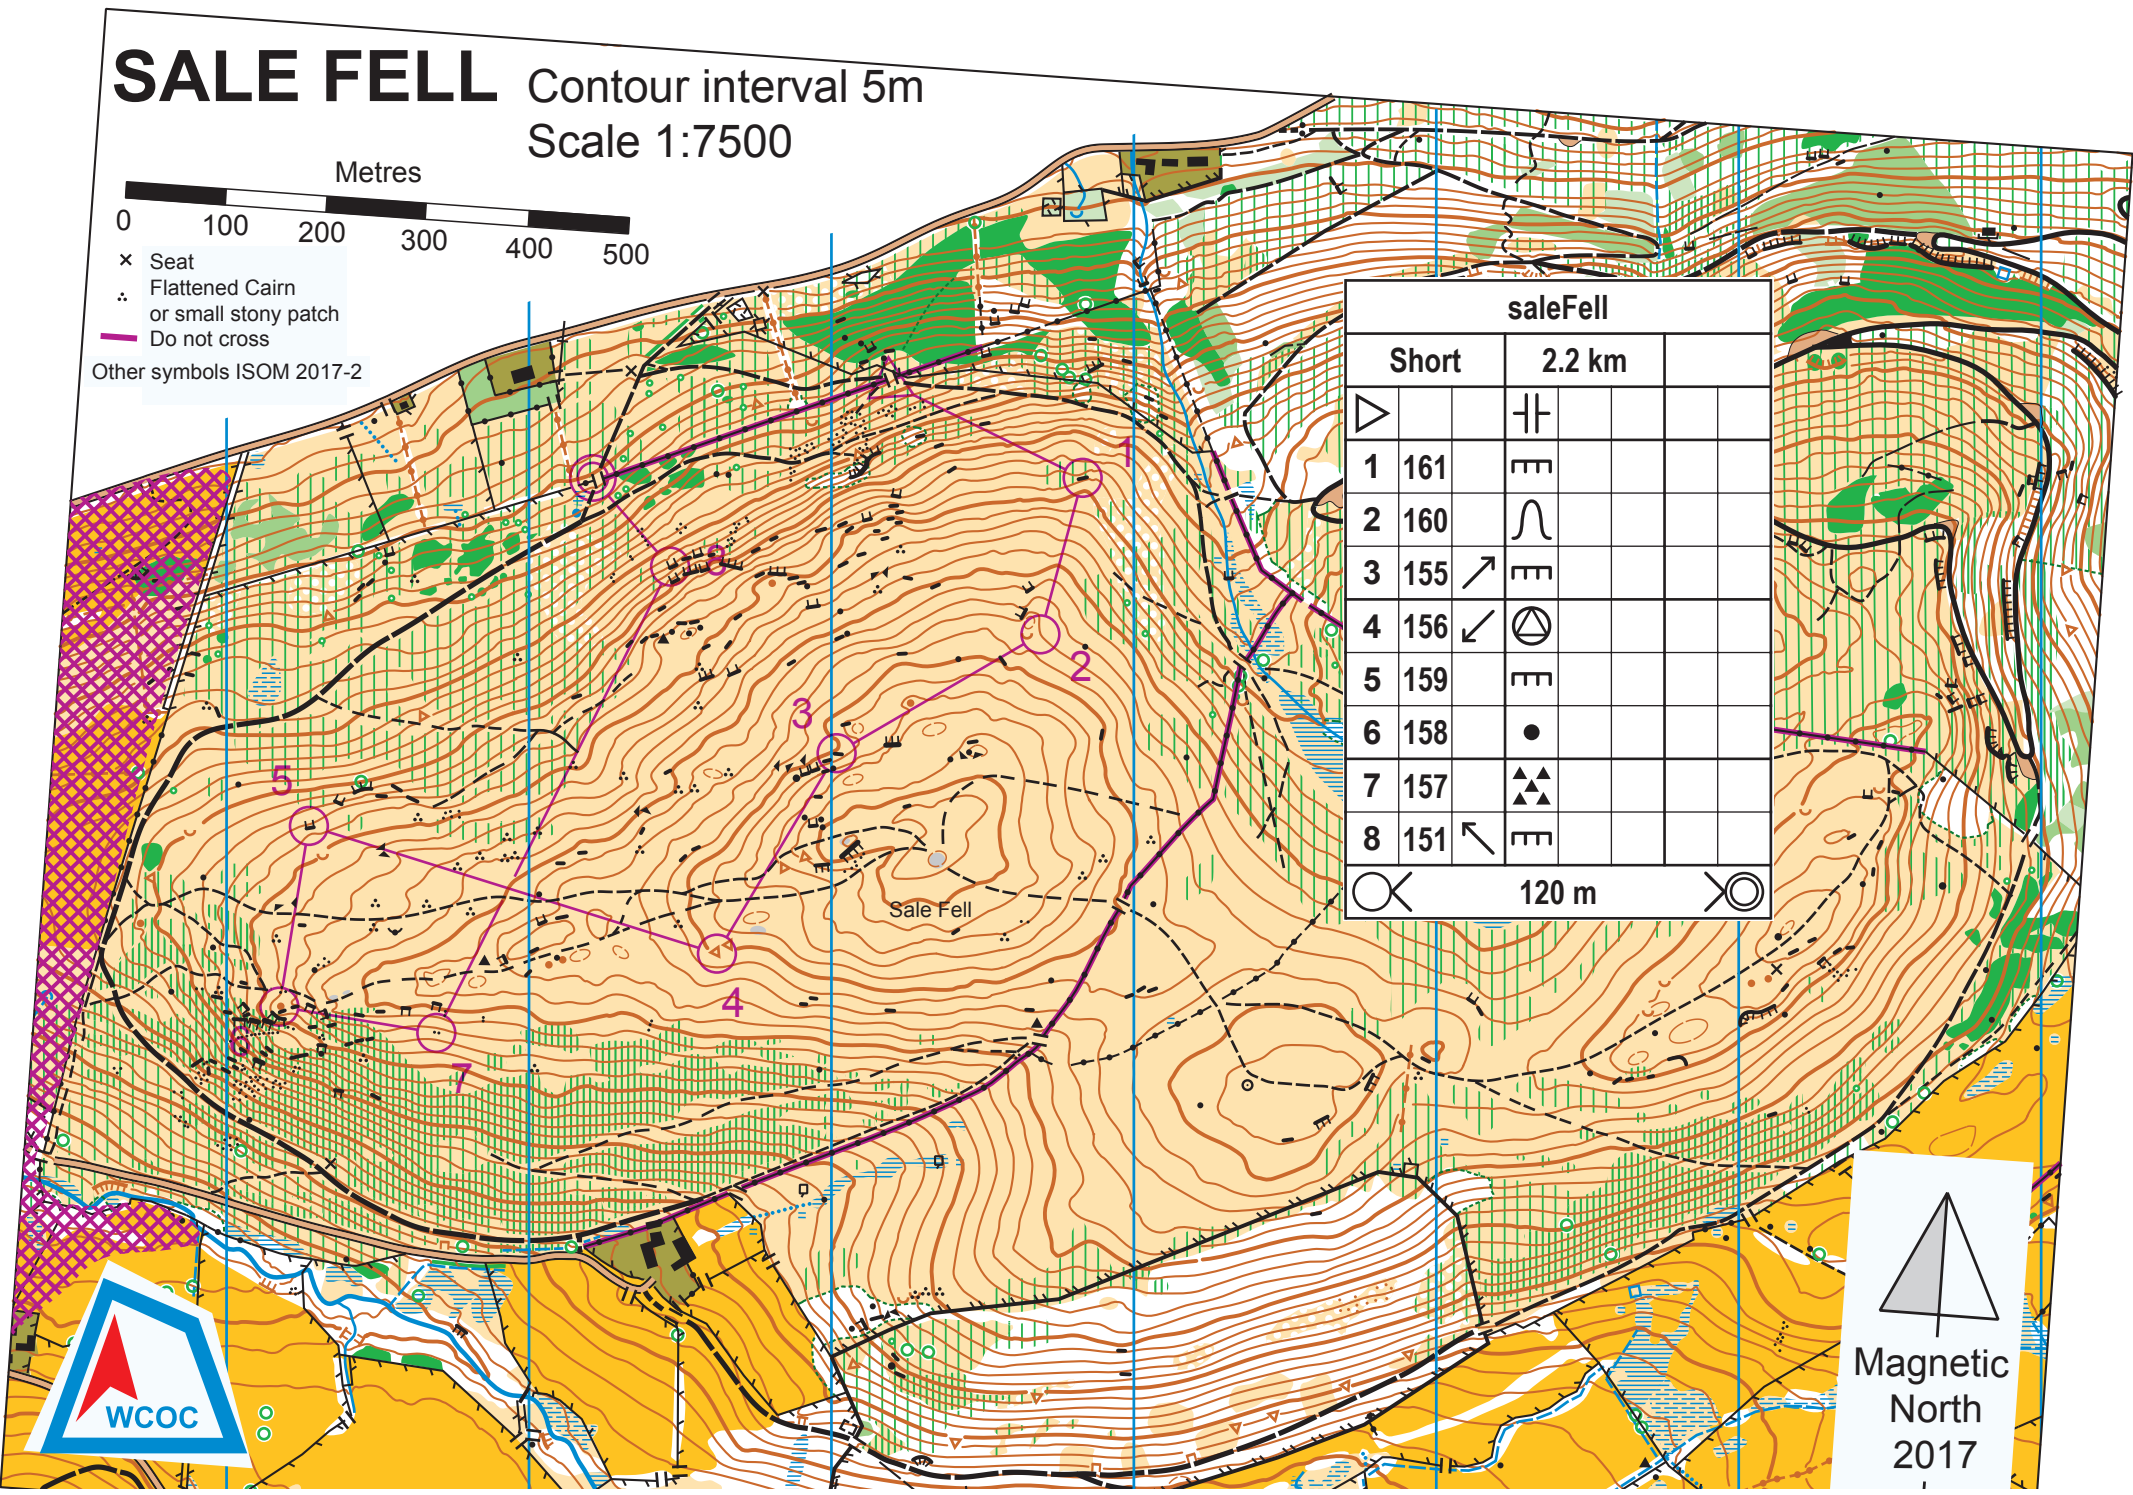 SALE FELL
Contour interval 5m
Scale 1:7500
Metres
0 100 200 300 400 500
Seat
Flattened Cairn
or small stony patch
Do not cross
Other symbols ISOM 2017-2
saleFell
Short 2.2 km
1 161
2 160
3 155
4 156
5 159
6 158
7 157
8 151
120 m
1
8
2
3
5
Sale Fell
4
6
7
WCOC
Magnetic
North
2017